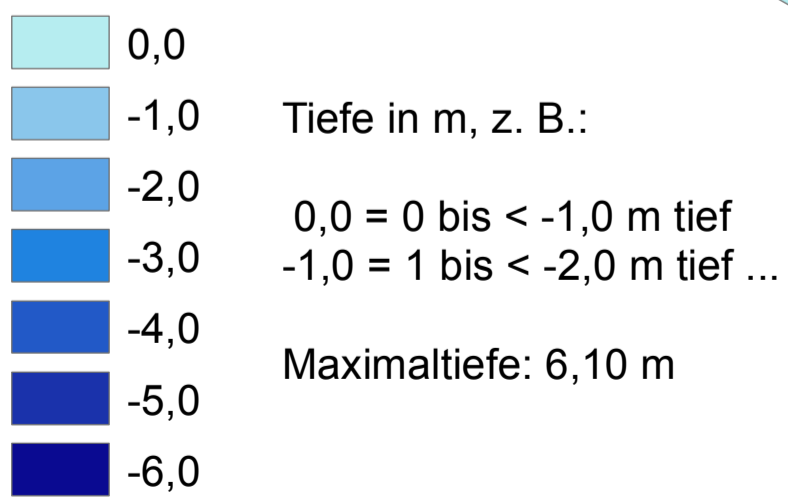 0,0
-1,0
-2,0
-3,0
-4,0
-5,0
-6,0
Tiefe in m, z. B.:
0,0 = 0 bis < -1,0 m tief
-1,0 = 1 bis < -2,0 m tief ...
Maximaltiefe: 6,10 m